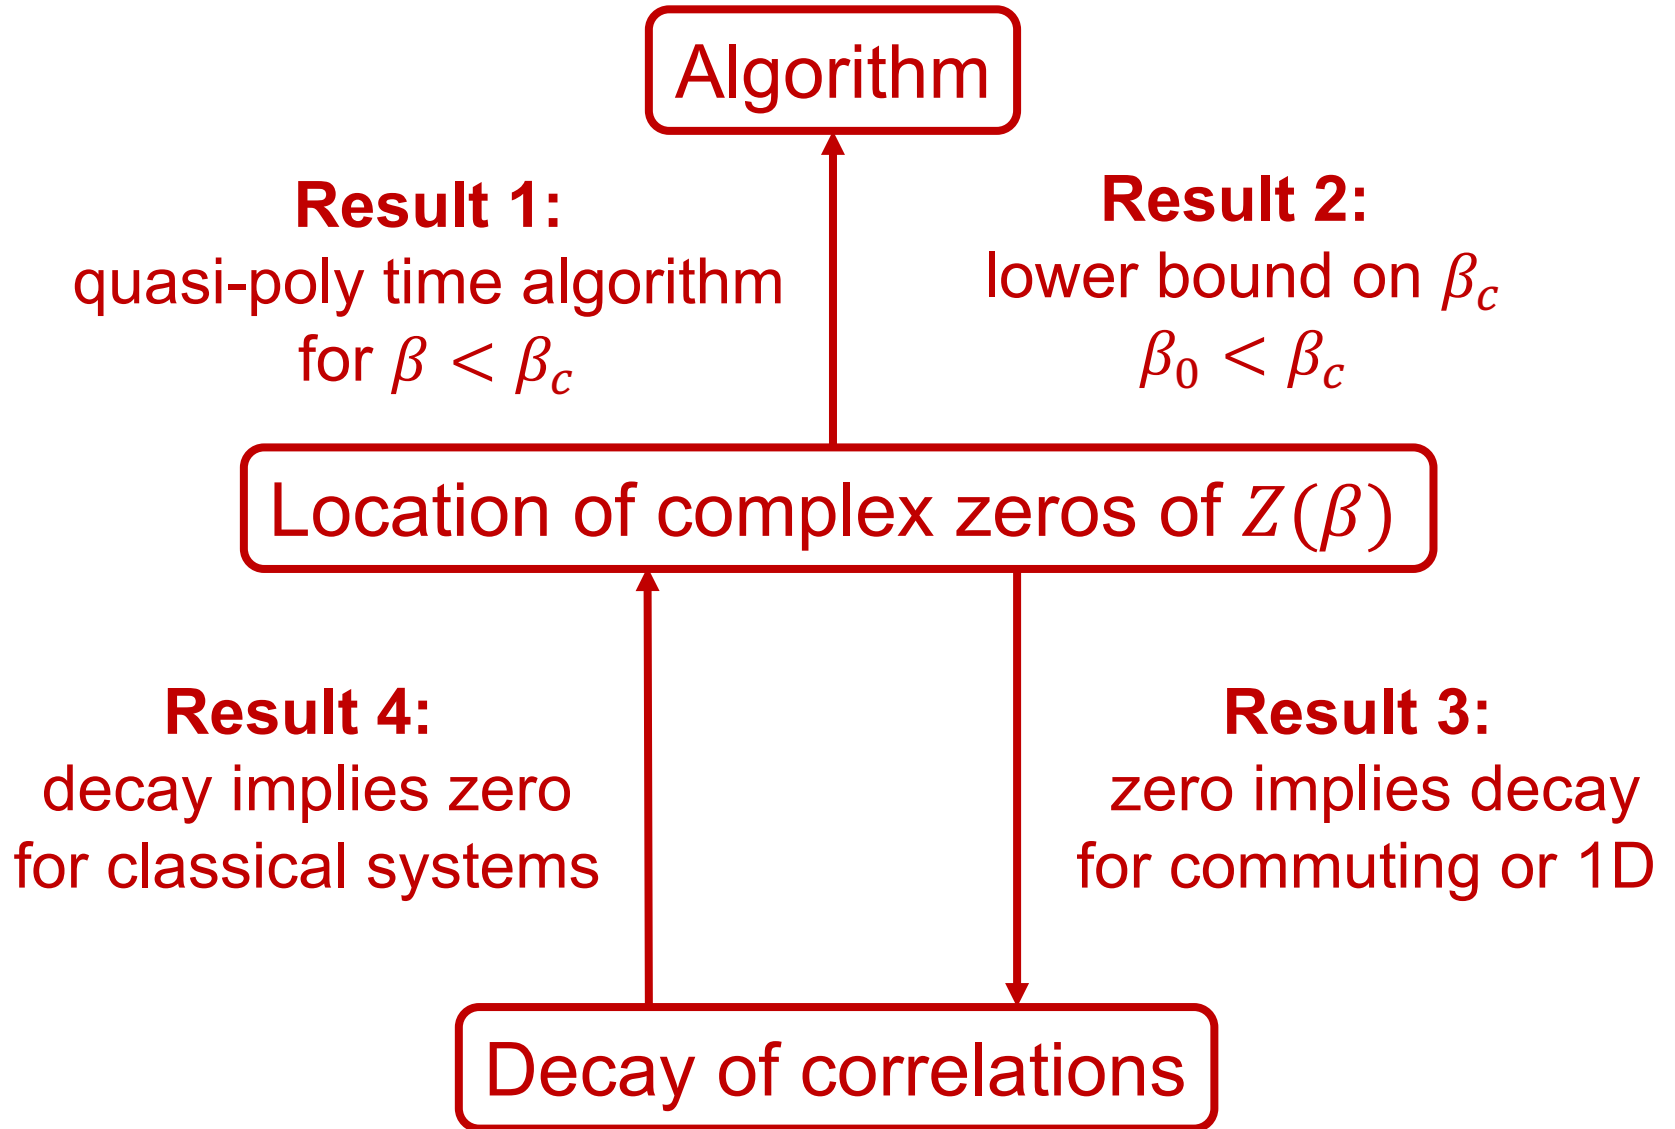 Algorithm
Result 1:
quasi-poly time algorithm
for β < β_c
Result 2:
lower bound on β_c
β_0 < β_c
Location of complex zeros of Z(β)
Result 4:
decay implies zero
for classical systems
Result 3:
zero implies decay
for commuting or 1D
Decay of correlations